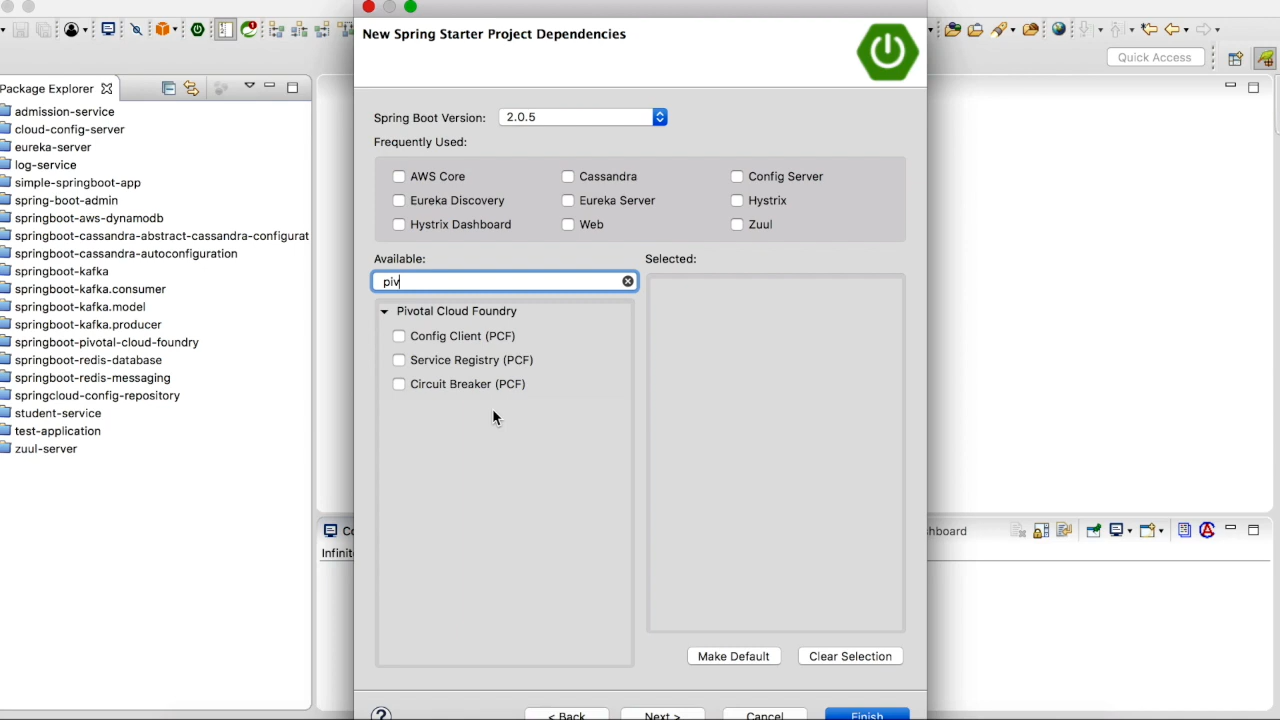 New Spring Starter Project Dependencies
Quick Access
Package Explorer
admission-service
cloud-config-server
eureka-server
log-service
simple-springboot-app
spring-boot-admin
springboot-aws-dynamodb
springboot-cassandra-abstract-cassandra-configurat
springboot-cassandra-autoconfiguration
springboot-kafka
springboot-kafka.consumer
springboot-kafka.model
springboot-kafka.producer
springboot-pivotal-cloud-foundry
springboot-redis-database
springboot-redis-messaging
springcloud-config-repository
student-service
test-application
zuul-server
Spring Boot Version: 2.0.5
Frequently Used:
AWS Core Cassandra Config Server
Eureka Discovery Eureka Server Hystrix
Hystrix Dashboard Web Zuul
Available: Selected:
piv
Pivotal Cloud Foundry
Config Client (PCF)
Service Registry (PCF)
Circuit Breaker (PCF)
Make Default Clear Selection
< Back Next > Cancel Finish
Co
hboard
Infinit